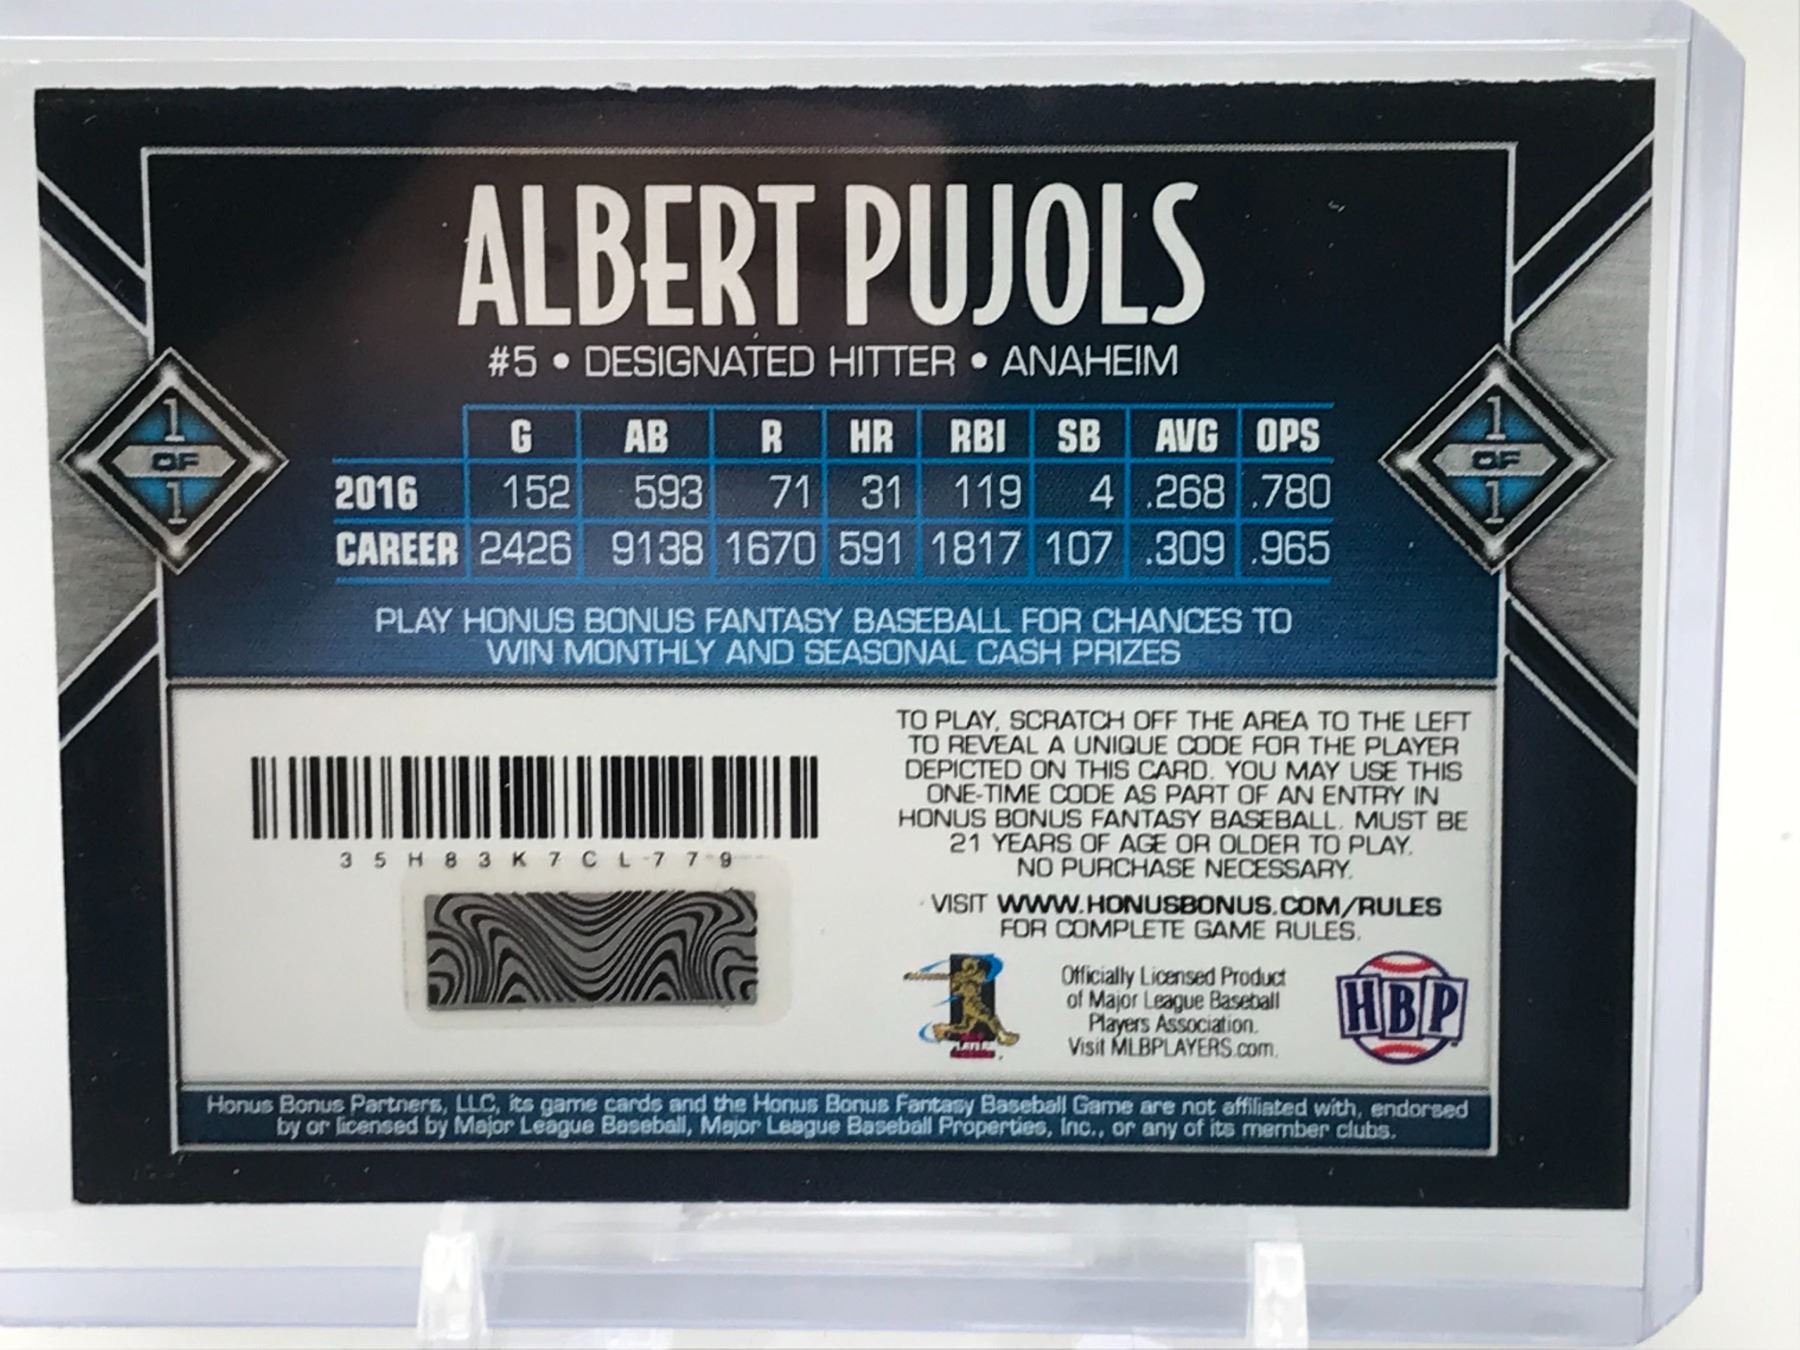 ALBERT PUJOLS
#5 • DESIGNATED HITTER • ANAHEIM
1
OF
1
1
OF
1
G AB R HR RBI SB AVG OPS
2016 152 593 71 31 119 4 .268 .780
CAREER 2426 9138 1670 591 1817 107 .309 .965
PLAY HONUS BONUS FANTASY BASEBALL FOR CHANCES TO
WIN MONTHLY AND SEASONAL CASH PRIZES
35H83K7CL779
TO PLAY, SCRATCH OFF THE AREA TO THE LEFT
TO REVEAL A UNIQUE CODE FOR THE PLAYER
DEPICTED ON THIS CARD. YOU MAY USE THIS
ONE-TIME CODE AS PART OF AN ENTRY IN
HONUS BONUS FANTASY BASEBALL. MUST BE
21 YEARS OF AGE OR OLDER TO PLAY.
NO PURCHASE NECESSARY.
VISIT WWW.HONUSBONUS.COM/RULES
FOR COMPLETE GAME RULES.
Officially Licensed Product
of Major League Baseball
Players Association.
Visit MLBPLAYERS.com.
HBP
Honus Bonus Partners, LLC, its game cards and the Honus Bonus Fantasy Baseball Game are not affiliated with, endorsed
by or licensed by Major League Baseball, Major League Baseball Properties, Inc., or any of its member clubs.